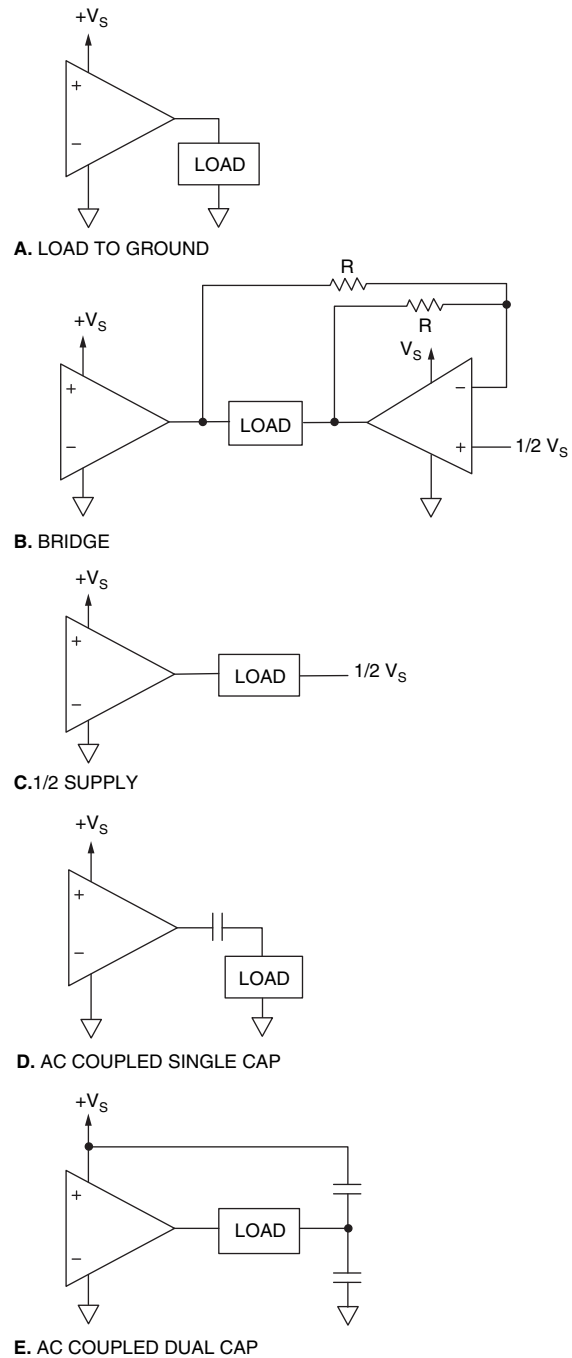 +VS
+
−
LOAD
A. LOAD TO GROUND
R
R
+VS
VS
+
−
LOAD
−
+
1/2 VS
B. BRIDGE
+VS
+
−
LOAD
1/2 VS
C.1/2 SUPPLY
+VS
+
−
LOAD
D. AC COUPLED SINGLE CAP
+VS
+
−
LOAD
E. AC COUPLED DUAL CAP